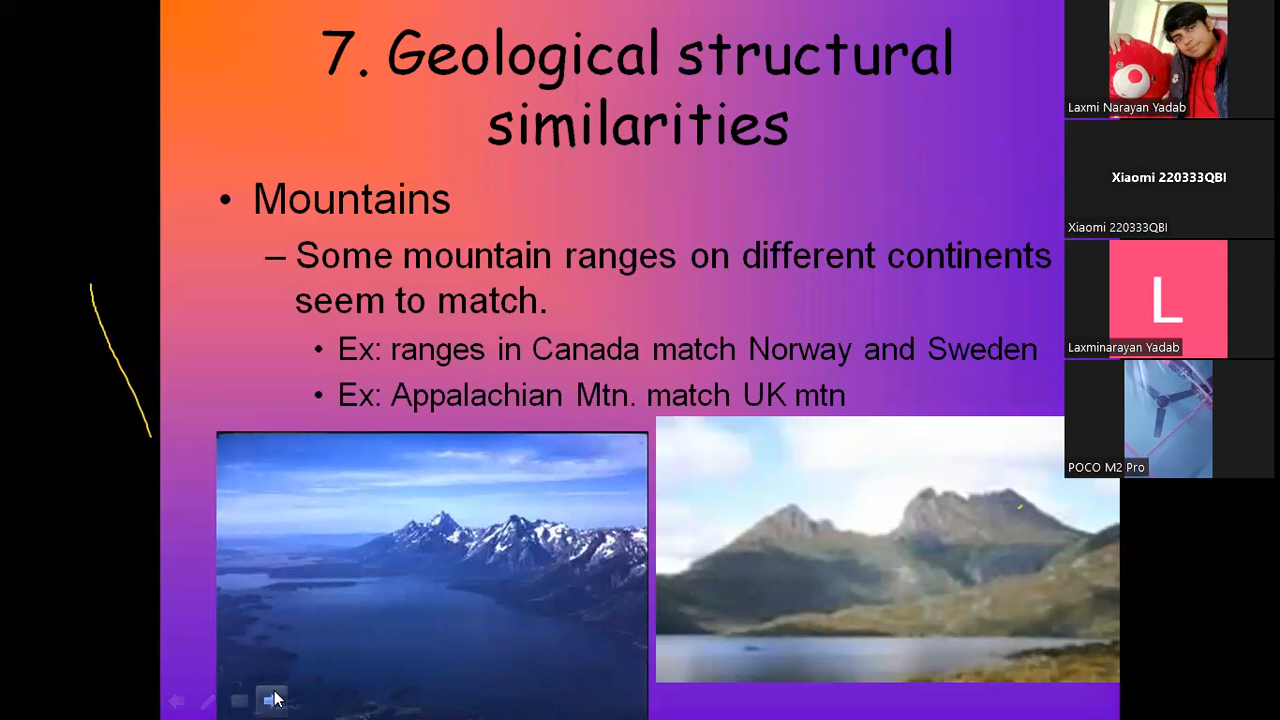 7. Geological structural
similarities
• Mountains
– Some mountain ranges on different continents
seem to match.
• Ex: ranges in Canada match Norway and Sweden
• Ex: Appalachian Mtn. match UK mtn
Laxmi Narayan Yadab
Xiaomi 220333QBI
Xiaomi 220333QBI
L
Laxminarayan Yadab
POCO M2 Pro